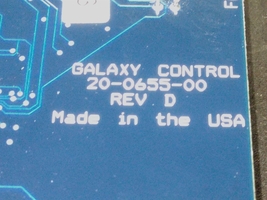 GALAXY CONTROL
20-0655-00
REV D
Made in the USA